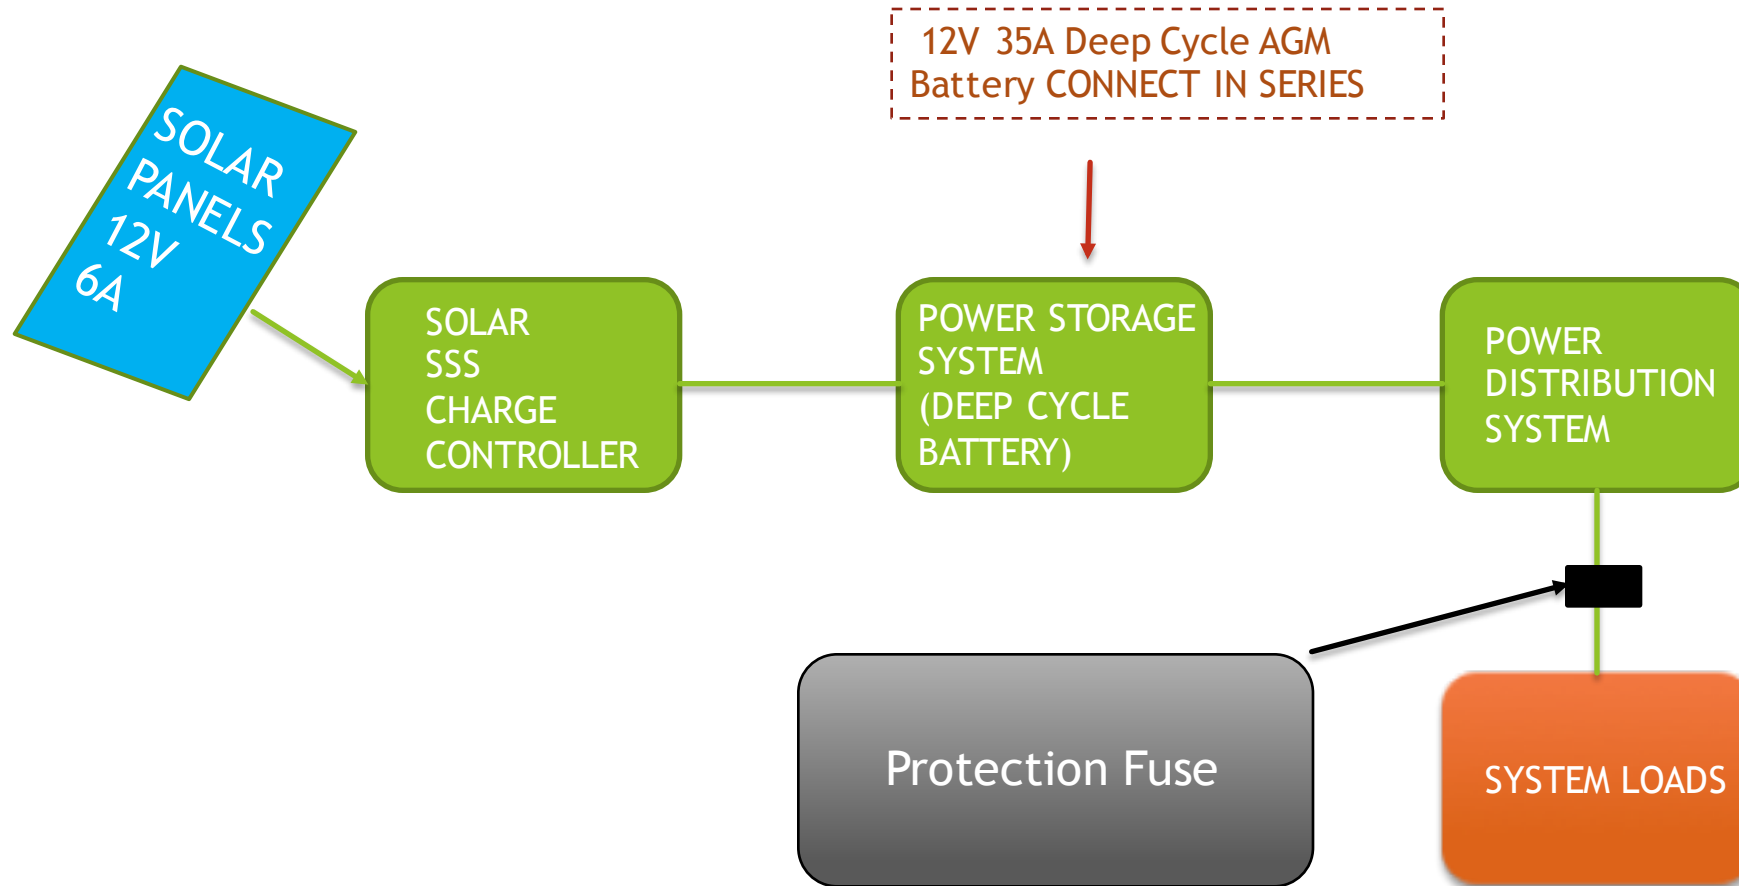 12V 35A Deep Cycle AGM
Battery CONNECT IN SERIES
SOLAR
PANELS
12V
6A
SOLAR
SSS
CHARGE
CONTROLLER
POWER STORAGE
SYSTEM
(DEEP CYCLE
BATTERY)
POWER
DISTRIBUTION
SYSTEM
Protection Fuse
SYSTEM LOADS